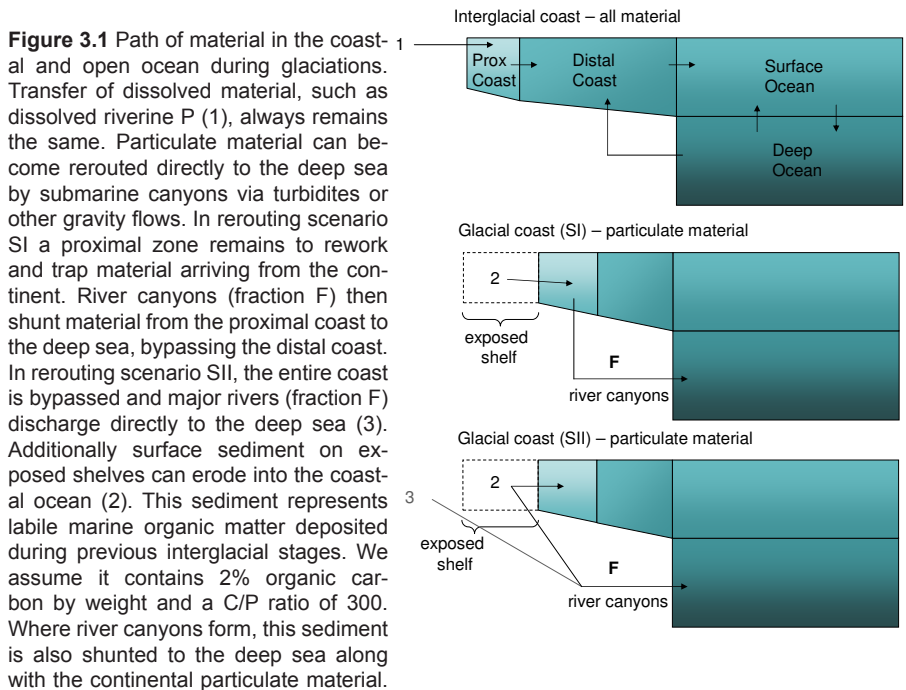 Figure 3.1 Path of material in the coast-
al and open ocean during glaciations.
Transfer of dissolved material, such as
dissolved riverine P (1), always remains
the same. Particulate material can be-
come rerouted directly to the deep sea
by submarine canyons via turbidites or
other gravity flows. In rerouting scenario
SI a proximal zone remains to rework
and trap material arriving from the con-
tinent. River canyons (fraction F) then
shunt material from the proximal coast to
the deep sea, bypassing the distal coast.
In rerouting scenario SII, the entire coast
is bypassed and major rivers (fraction F)
discharge directly to the deep sea (3).
Additionally surface sediment on ex-
posed shelves can erode into the coast-
al ocean (2). This sediment represents
labile marine organic matter deposited
during previous interglacial stages. We
assume it contains 2% organic car-
bon by weight and a C/P ratio of 300.
Where river canyons form, this sediment
is also shunted to the deep sea along
with the continental particulate material.
Interglacial coast – all material
1
Prox
Coast
Distal
Coast
Surface
Ocean
Deep
Ocean
Glacial coast (SI) – particulate material
2
exposed
shelf
F
river canyons
Glacial coast (SII) – particulate material
2
3
exposed
shelf
F
river canyons